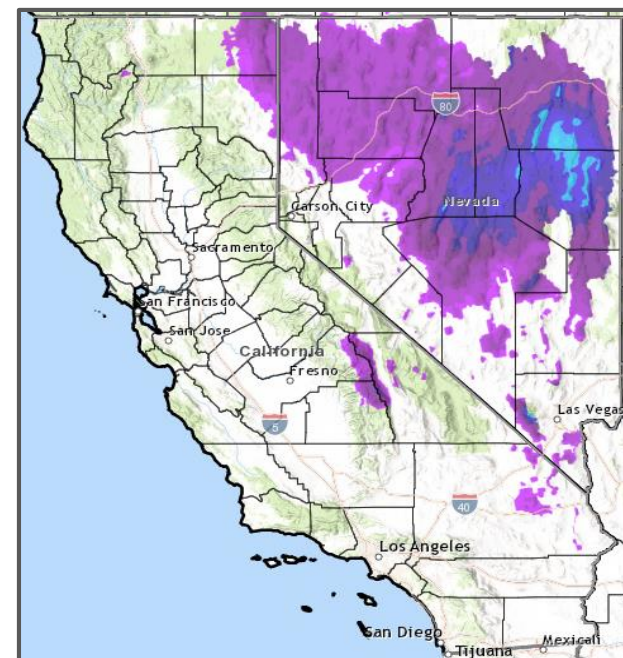 80
Nevada
Carson City
Sacramento
San Francisco
San Jose
California
Fresno
5
Las Vegas
40
Los Angeles
San Diego
Tijuana
Mexicali